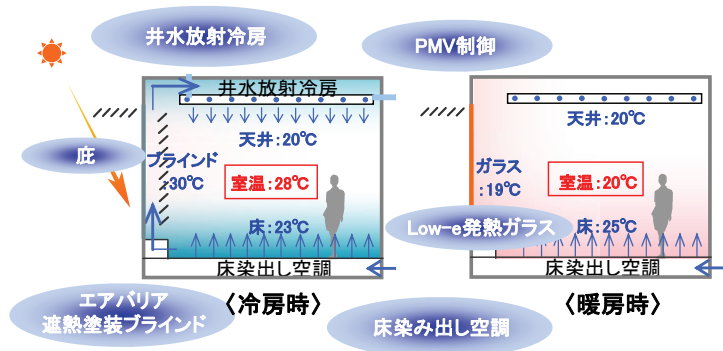 井水放射冷房
PMV制御
井水放射冷房
天井:20℃
庇
ブラインド
:30℃
室温:28℃
床:23℃
床染出し空調
〈冷房時〉
天井:20℃
ガラス
:19℃
室温:20℃
Low-e発熱ガラス
床:25℃
床染出し空調
〈暖房時〉
エアバリア
遮熱塗装ブラインド
床染み出し空調